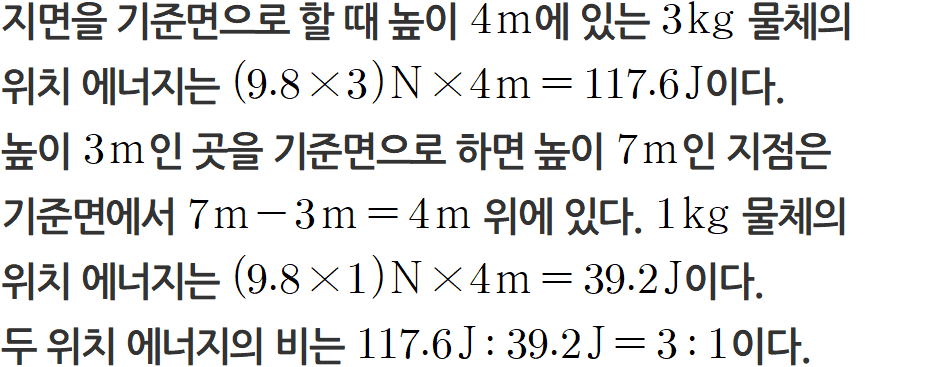 지면을 기준면으로 할 때 높이 4m에 있는 3kg 물체의
위치 에너지는 (9.8×3)N×4m=117.6J이다.
높이 3m인 곳을 기준면으로 하면 높이 7m인 지점은
기준면에서 7m-3m=4m 위에 있다. 1kg 물체의
위치 에너지는 (9.8×1)N×4m=39.2J이다.
두 위치 에너지의 비는 117.6J:39.2J=3:1이다.